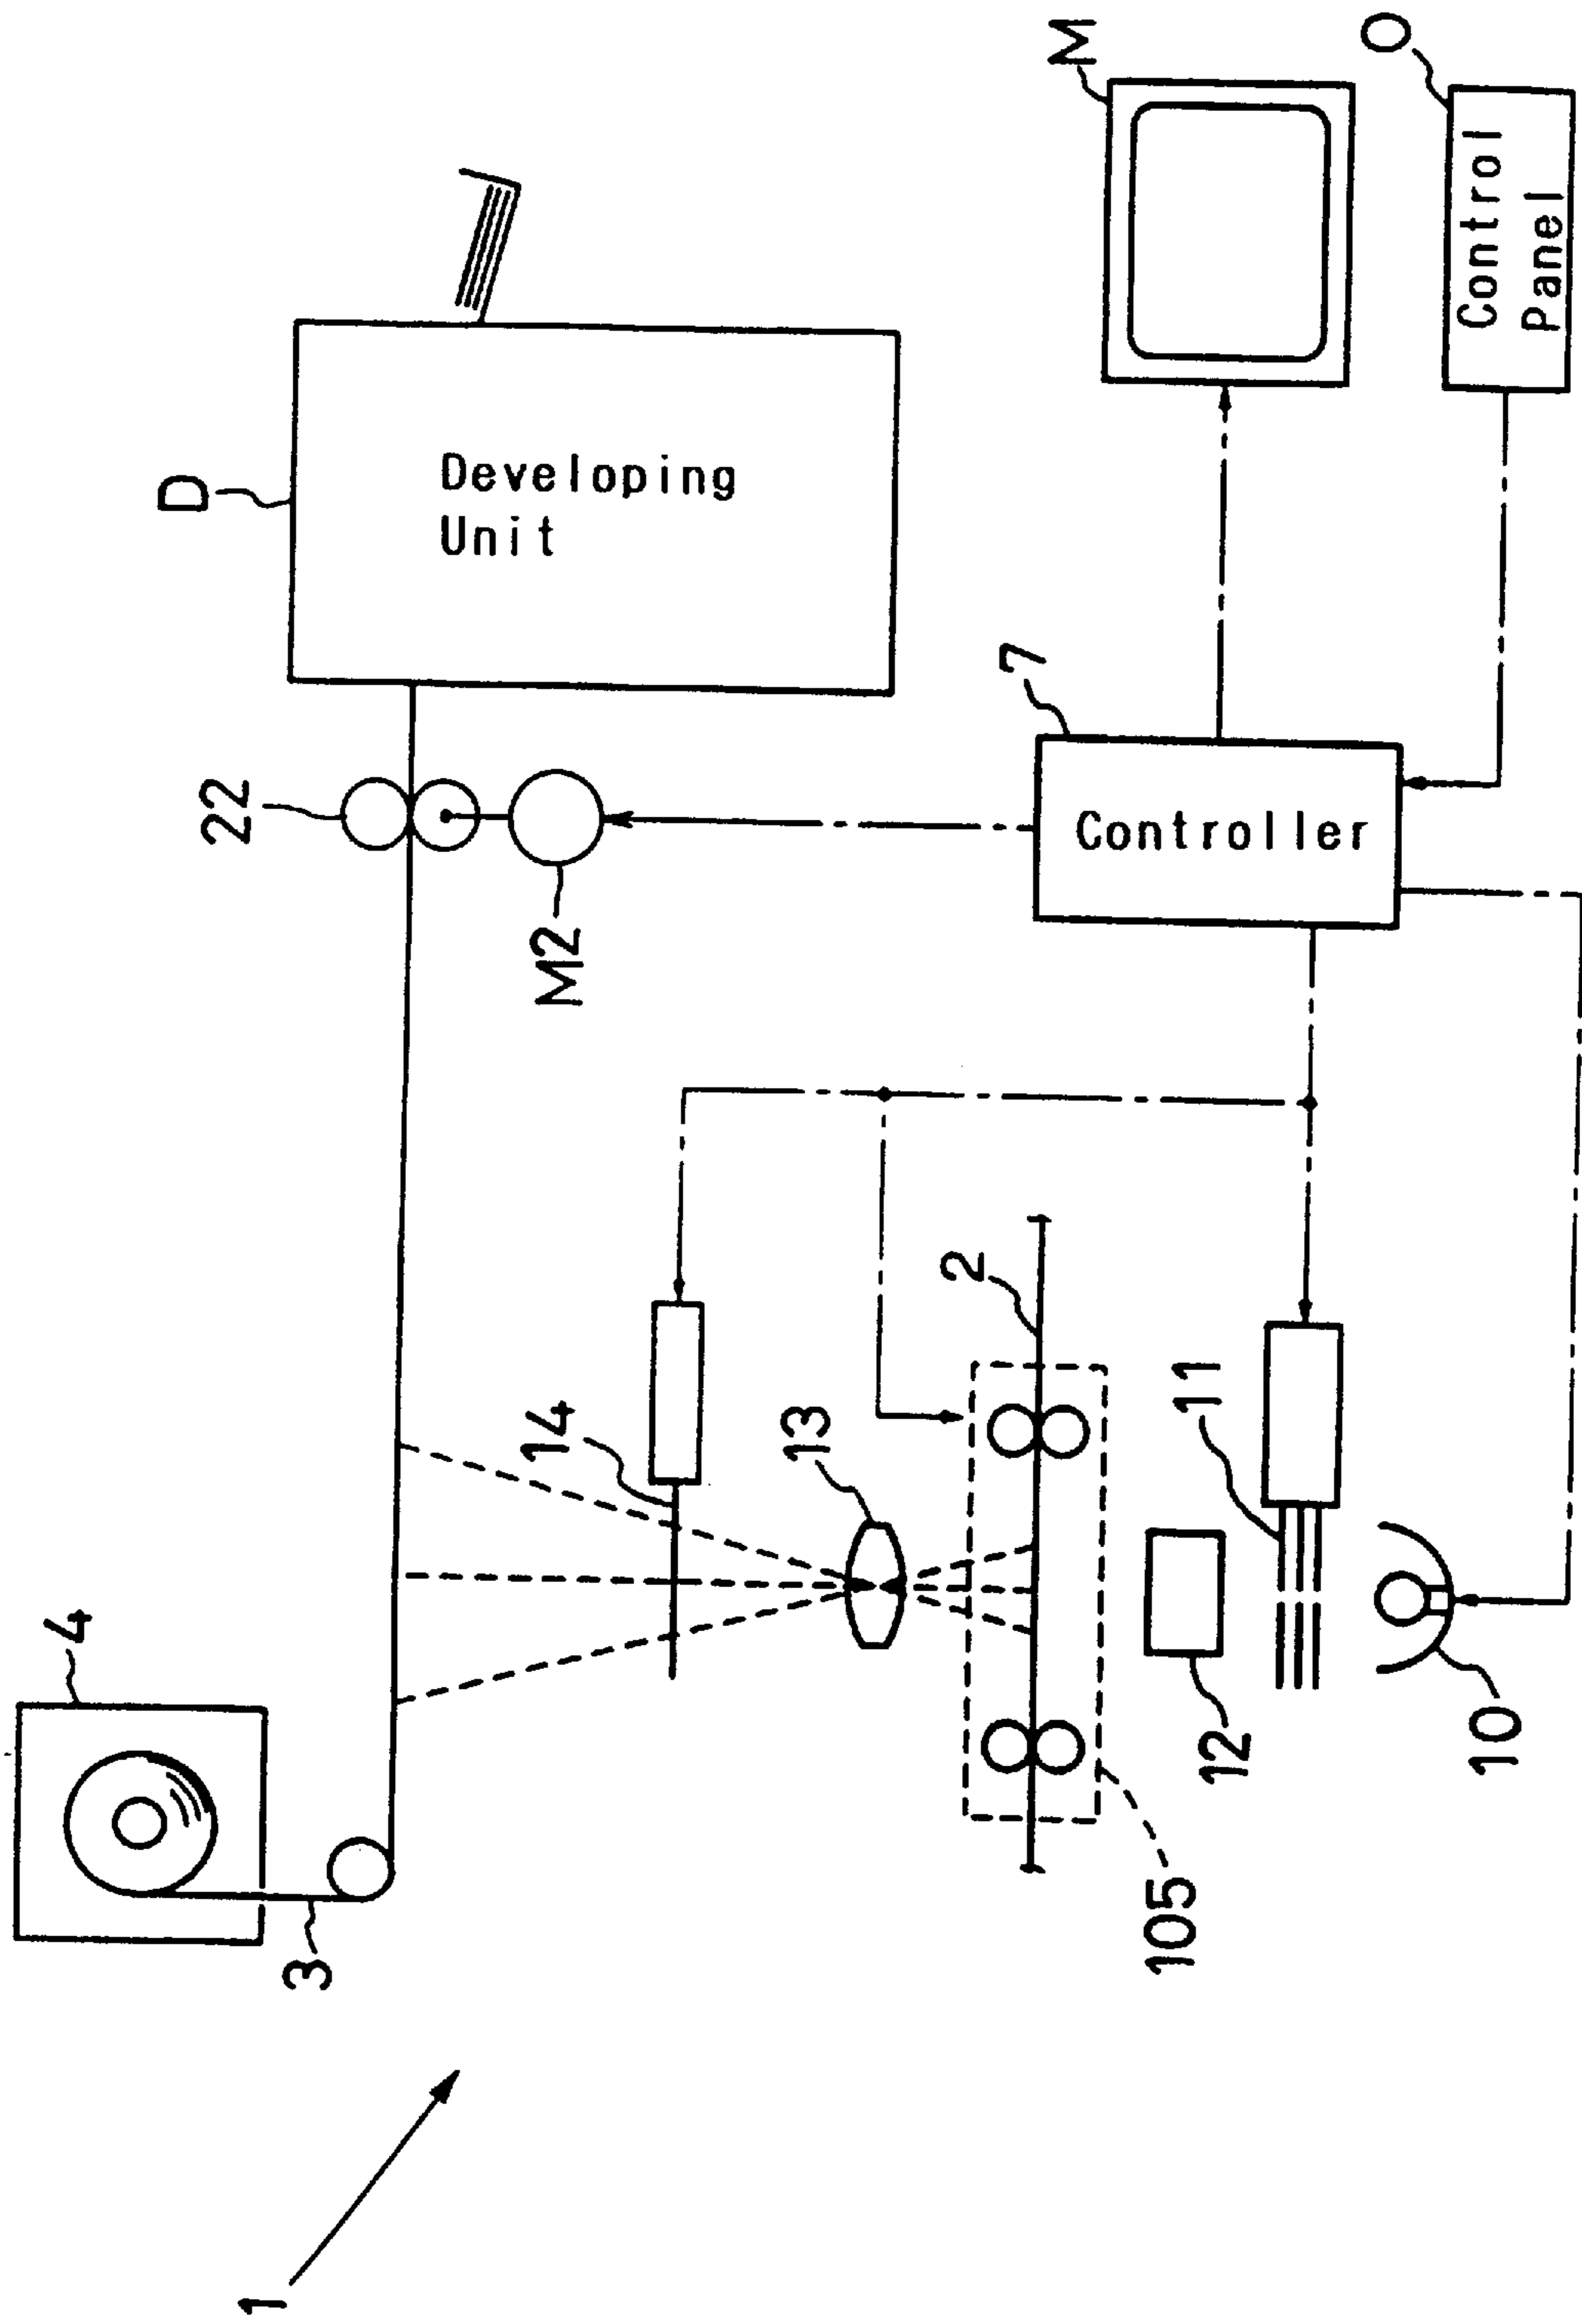 1
4
3
D
Developing
Unit
22
M2
14
13
2
105
12
11
10
7
Controller
M
O
Control
Panel